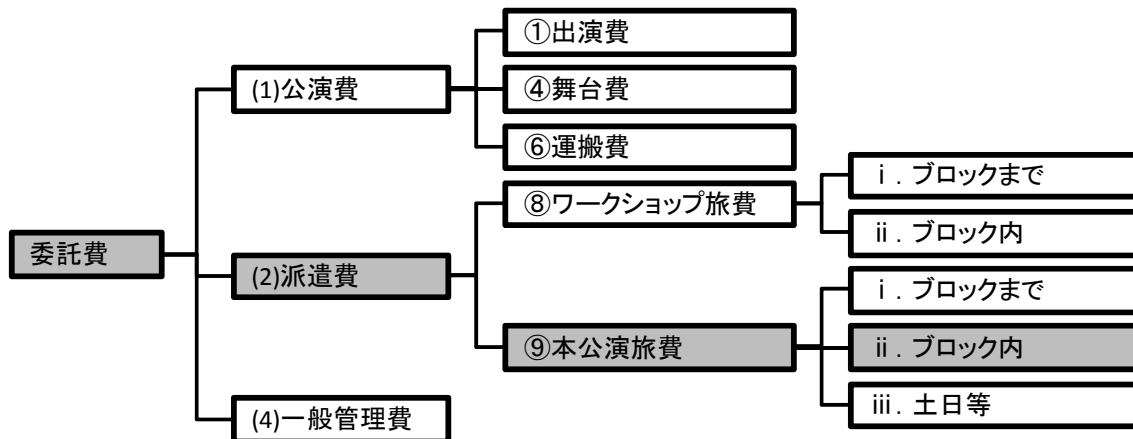 ①出演費
(1)公演費
④舞台費
⑥運搬費
ⅰ．ブロックまで
⑧ワークショップ旅費
ⅱ．ブロック内
委託費
(2)派遣費
ⅰ．ブロックまで
⑨本公演旅費
ⅱ．ブロック内
ⅲ．土日等
(4)一般管理費